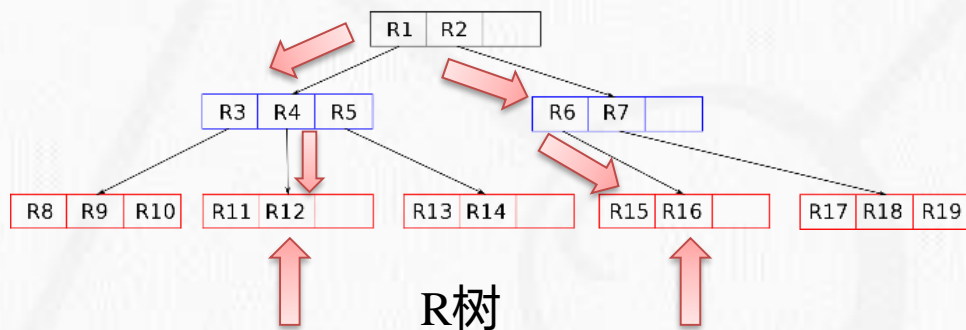 R1 R2
R3 R4 R5
R6 R7
R8 R9 R10
R11 R12
R13 R14
R15 R16
R17 R18 R19
R树